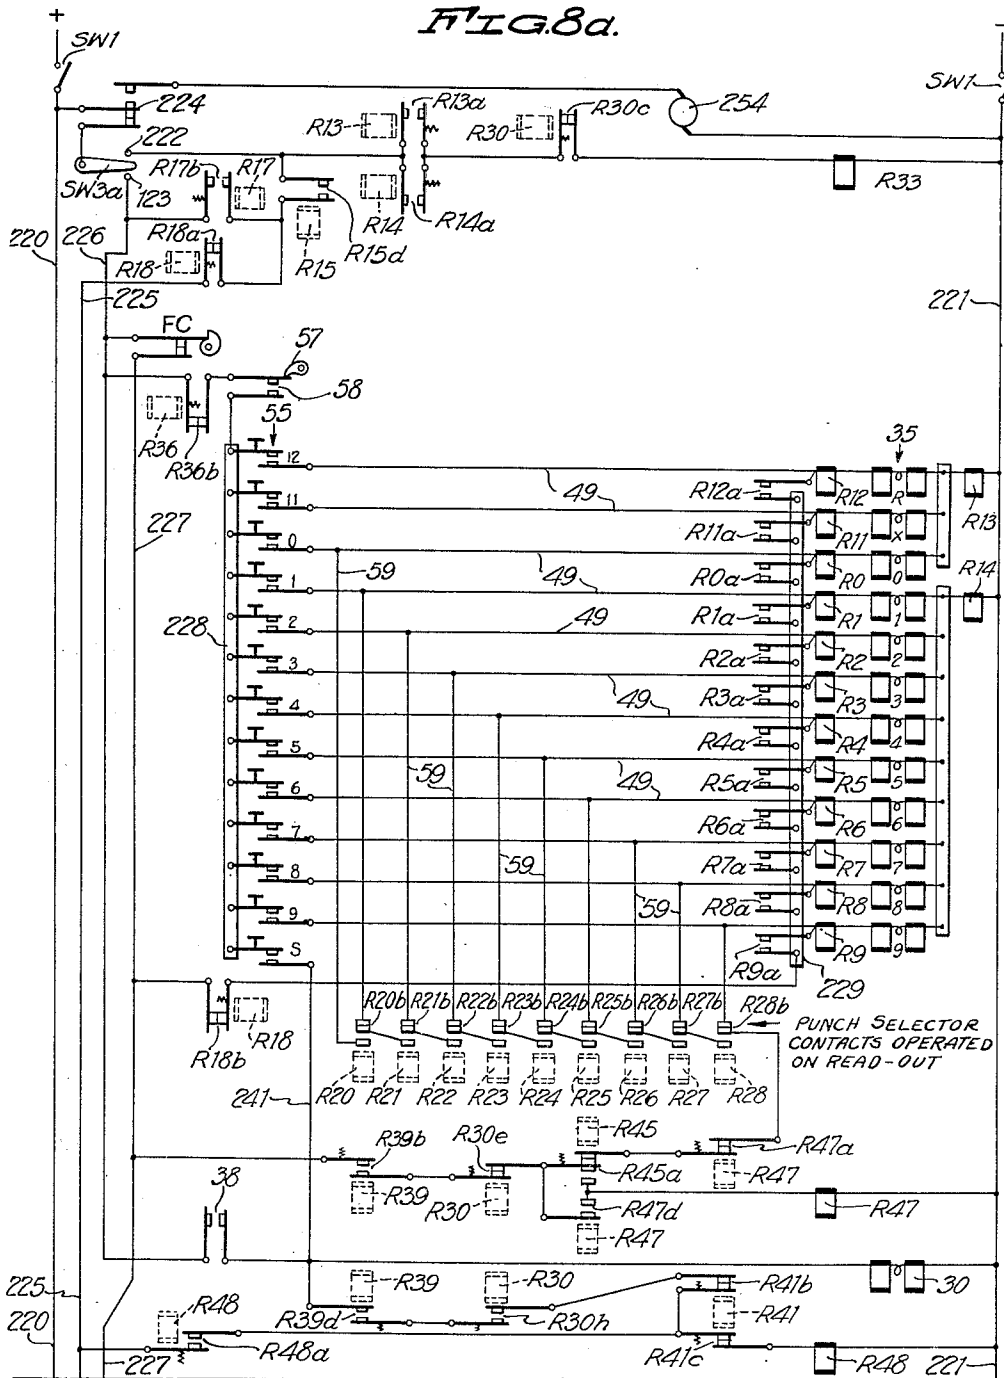 FIG. 8a.
+
-
SW1
SW1
224
R13a
R30c
254
R13
R30
222
R17b
R17
SW3a
123
R14
R33
R18a
R14a
220
226
R18
R15
R15d
225
221
FC
57
58
R36
55
R36b
35
12
49
R12a
R12
R
R13
11
R11a
R11
X
227
0
59
49
R0a
R0
0
R14
1
49
R1a
R1
1
228
2
49
R2a
R2
2
3
49
R3a
R3
3
4
49
R4a
R4
4
5
59
49
R5a
R5
5
6
R6a
R6
6
7
R7a
R7
7
59
59
8
R8a
R8
8
9
R9a
R9
9
S
229
R20b R21b R22b R23b R24b R25b R26b R27b R28b
PUNCH SELECTOR
CONTACTS OPERATED
ON READ-OUT
R18b
R18
241
R20 R21 R22 R23 R24 R25 R26 R27 R28
R45
R39b
R30e
R47a
R45a
R39
R30
R47
R47d
R47
38
R47
225
R39
R30
30
R41b
R48
R39d
R30h
R41
220
R48a
R41c
227
R48
221